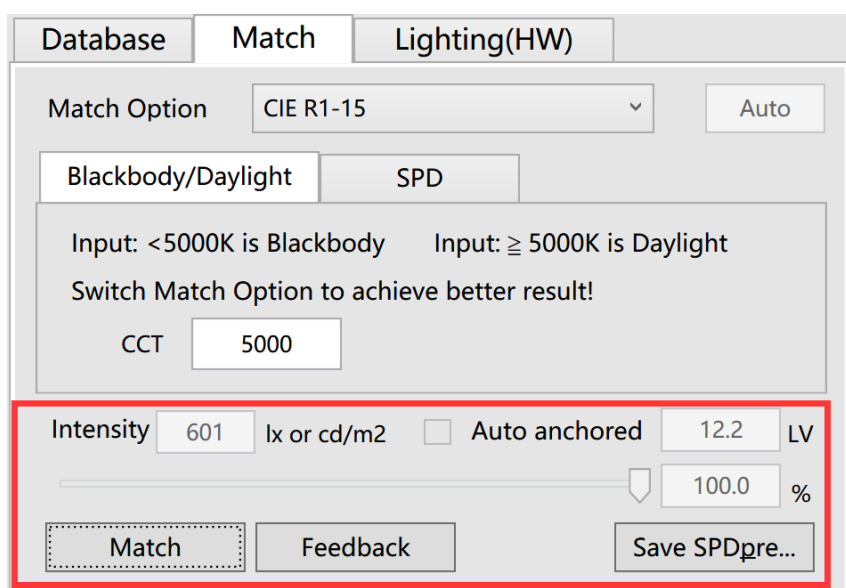 Database Match Lighting(HW)
Match Option CIE R1-15 Auto
Blackbody/Daylight SPD
Input: <5000K is Blackbody Input: ≧ 5000K is Daylight
Switch Match Option to achieve better result!
CCT 5000
Intensity 601 lx or cd/m2 Auto anchored 12.2 LV
100.0 %
Match Feedback Save SPDpre...